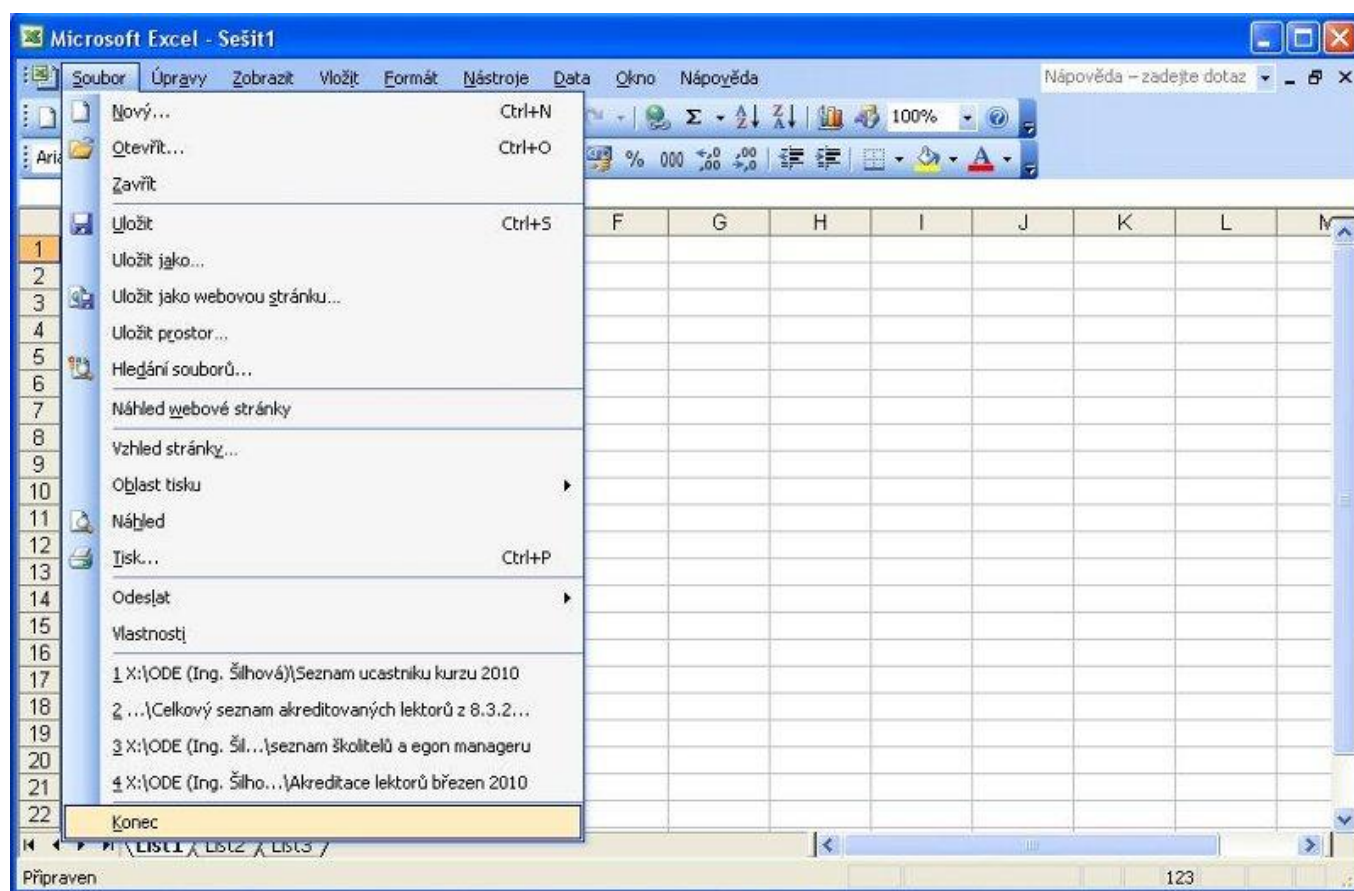 Microsoft Excel - Sešit1
Soubor Úpravy Zobrazit Vložit Formát Nástroje Data Okno Nápověda Nápověda – zadejte dotaz
Nový... Ctrl+N
100%
Otevřít... Ctrl+O
% 000 ,00 ,00
Zavřít
Uložit Ctrl+S
F G H I J K L
1
Uložit jako...
2
Uložit jako webovou stránku...
3
Uložit prostor...
4
5
Hledání souborů...
6
Náhled webové stránky
7
8
Vzhled stránky...
9
Oblast tisku
10
Náhled
11
12
Tisk... Ctrl+P
13
Odeslat
14
Vlastnosti
15
16
1 X:\ODE (Ing. Šilhová)\Seznam ucastniku kurzu 2010
17
2 ...\Celkový seznam akreditovaných lektorů z 8.3.2...
18
3 X:\ODE (Ing. Šil...\seznam školitelů a egon manageru
19
20
4 X:\ODE (Ing. Šilho...\Akreditace lektorů březen 2010
21
22
Konec
List1 List2 List3
Připraven 123